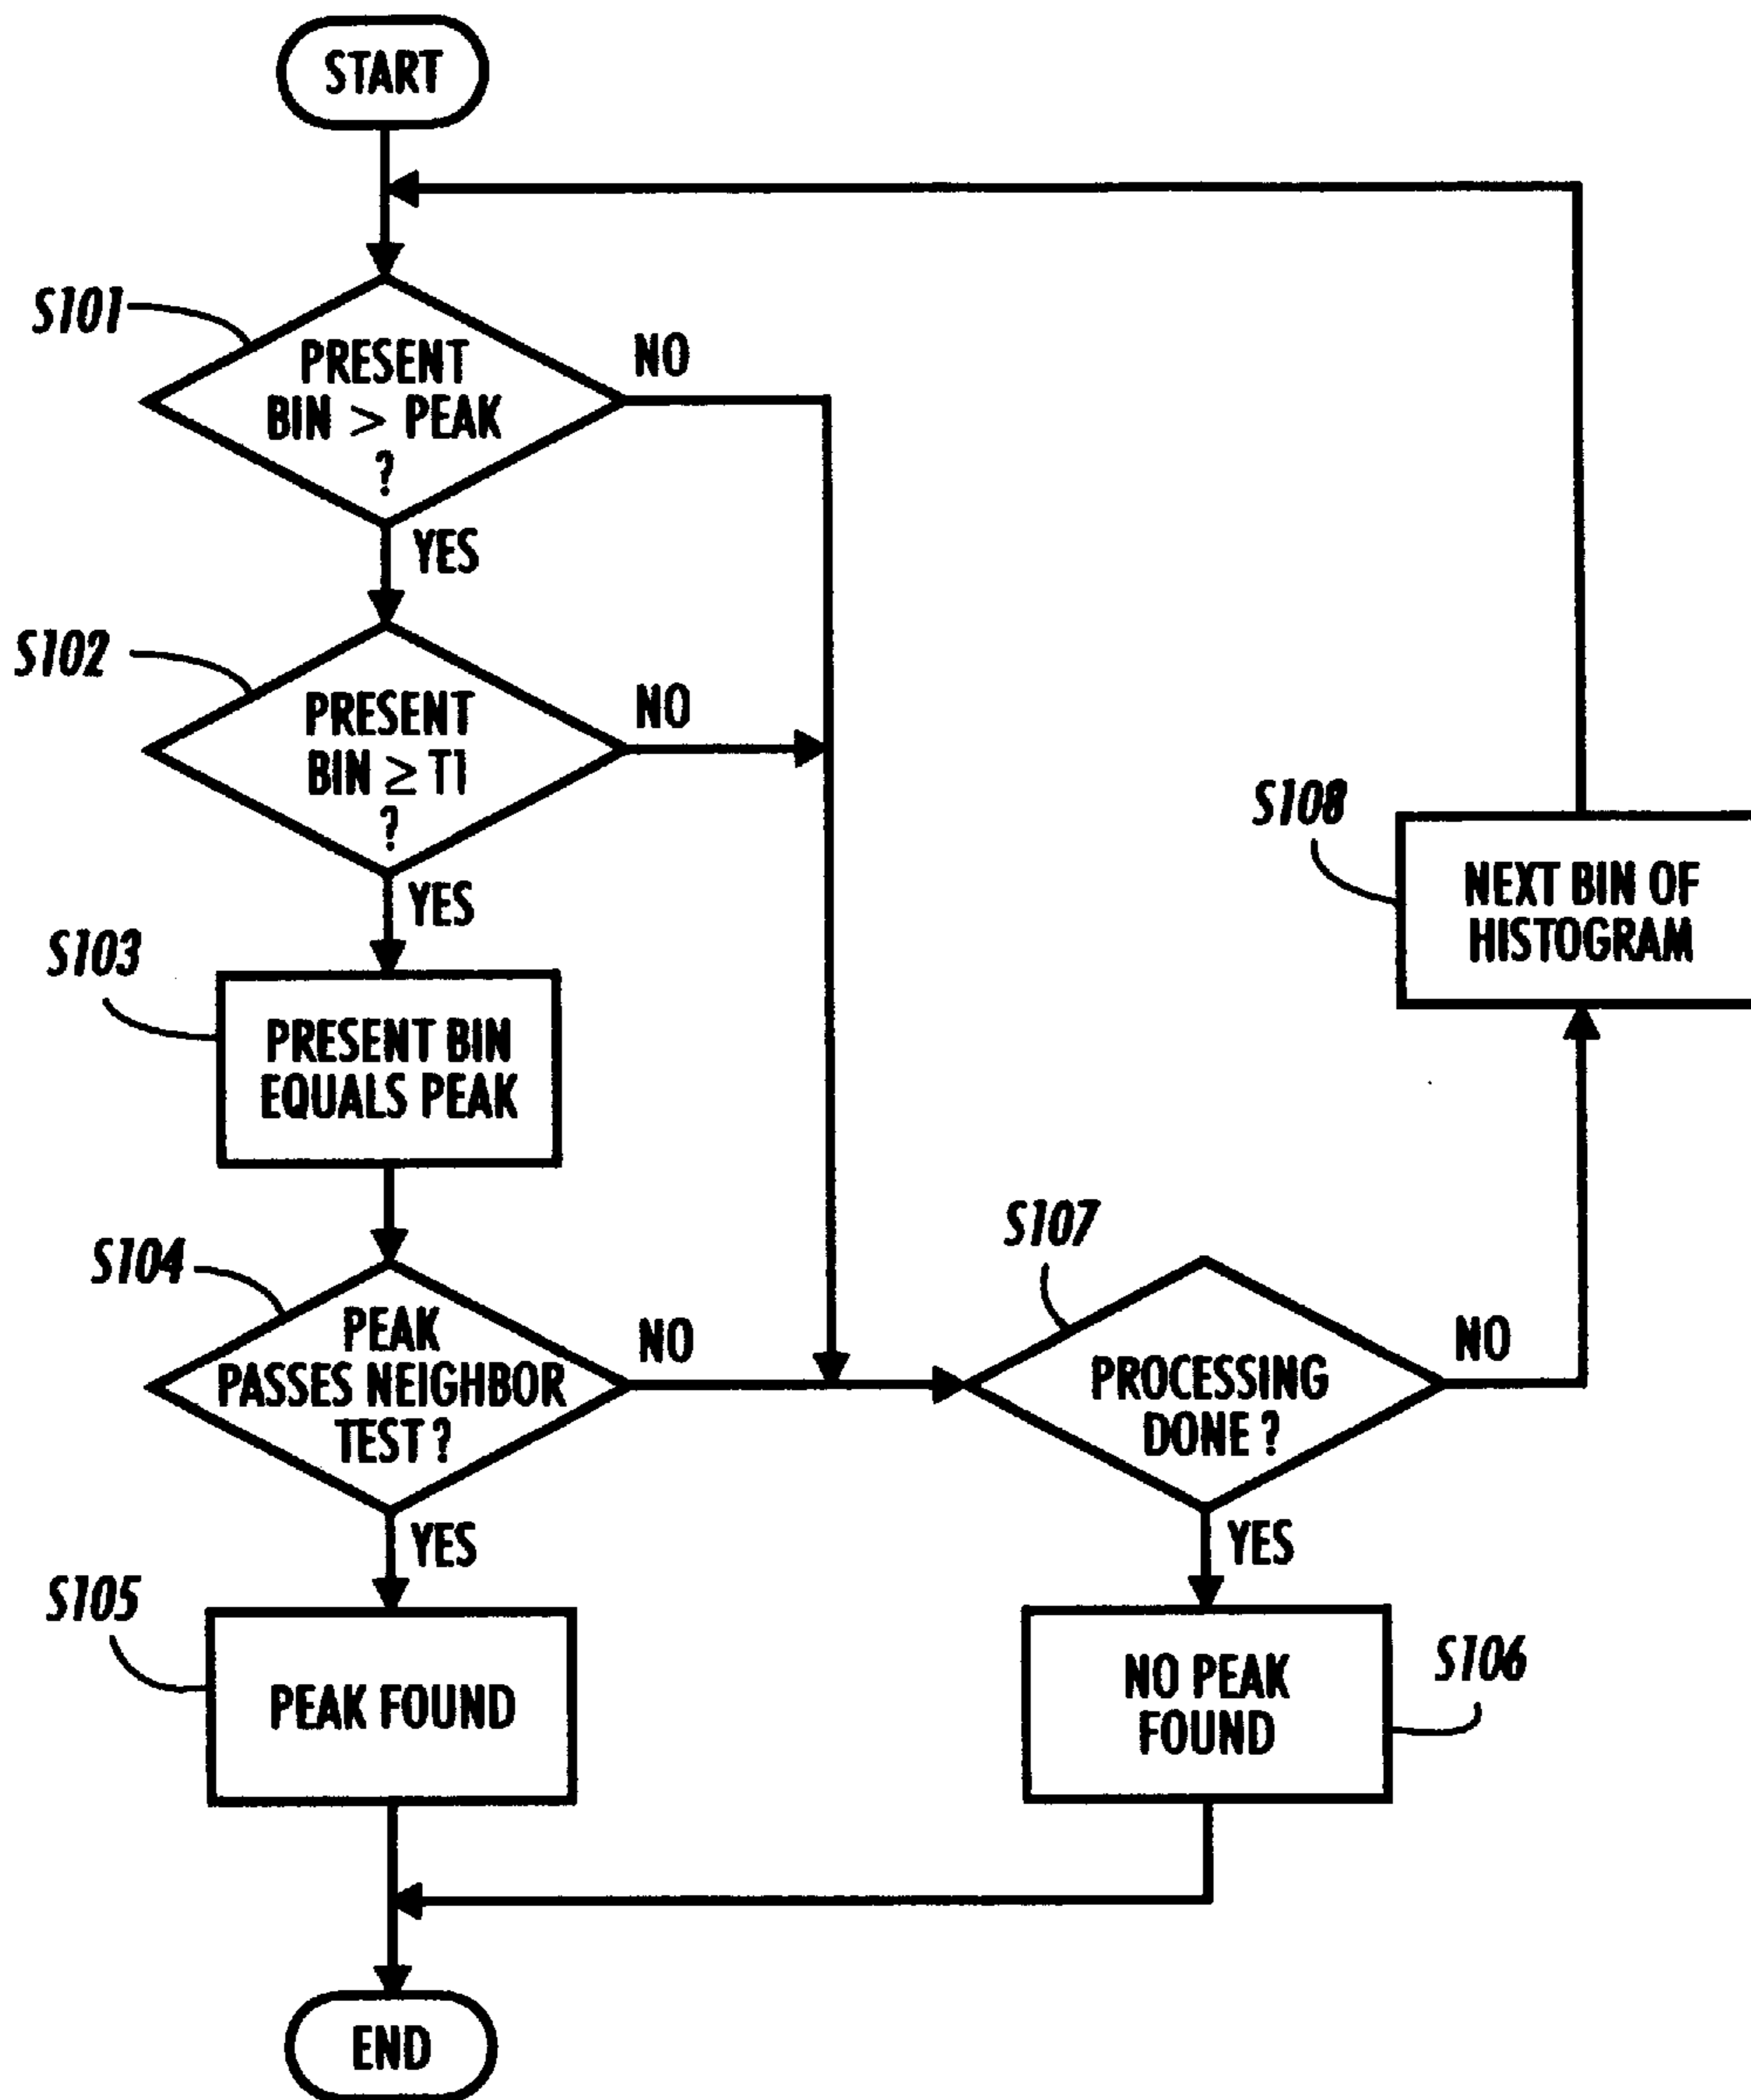 START
S101
PRESENT
BIN > PEAK
?
NO
YES
S102
PRESENT
BIN ≥ T1
?
NO
YES
S103
PRESENT BIN
EQUALS PEAK
S104
PEAK
PASSES NEIGHBOR
TEST ?
NO
YES
S105
PEAK FOUND
S107
PROCESSING
DONE ?
NO
YES
S108
NEXT BIN OF
HISTOGRAM
NO PEAK
FOUND
S106
END